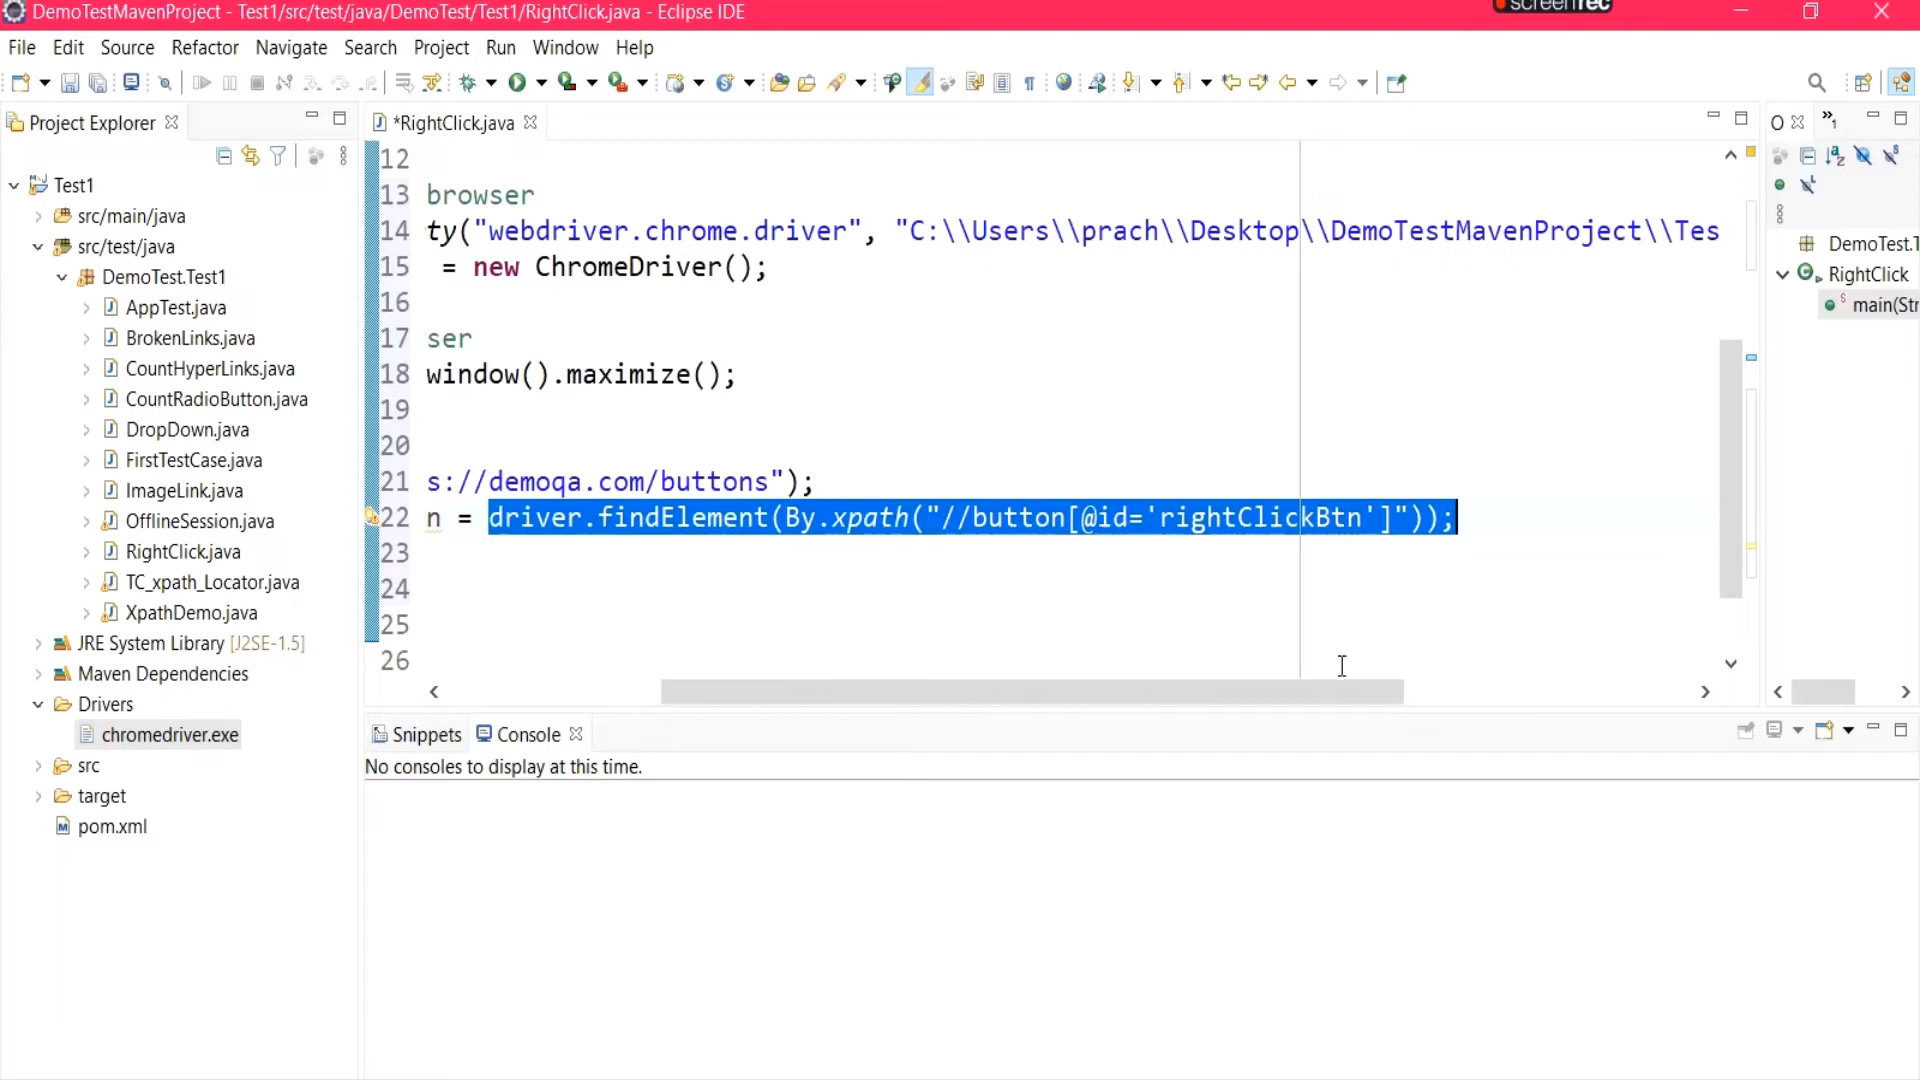 DemoTestMavenProject - Test1/src/test/java/DemoTest/Test1/RightClick.java - Eclipse IDE
screenrec
File Edit Source Refactor Navigate Search Project Run Window Help
Project Explorer
*RightClick.java
Test1
src/main/java
src/test/java
DemoTest.Test1
AppTest.java
BrokenLinks.java
CountHyperLinks.java
CountRadioButton.java
DropDown.java
FirstTestCase.java
ImageLink.java
OfflineSession.java
RightClick.java
TC_xpath_Locator.java
XpathDemo.java
JRE System Library [J2SE-1.5]
Maven Dependencies
Drivers
chromedriver.exe
src
target
pom.xml
12
13 browser
14 ty("webdriver.chrome.driver", "C:\\Users\\prach\\Desktop\\DemoTestMavenProject\\Tes
15 = new ChromeDriver();
16
17 ser
18 window().maximize();
19
20
21 s://demoqa.com/buttons");
22 n = driver.findElement(By.xpath("//button[@id='rightClickBtn']"));
23
24
25
26
O
DemoTest.T
RightClick
main(Str
Snippets Console
No consoles to display at this time.